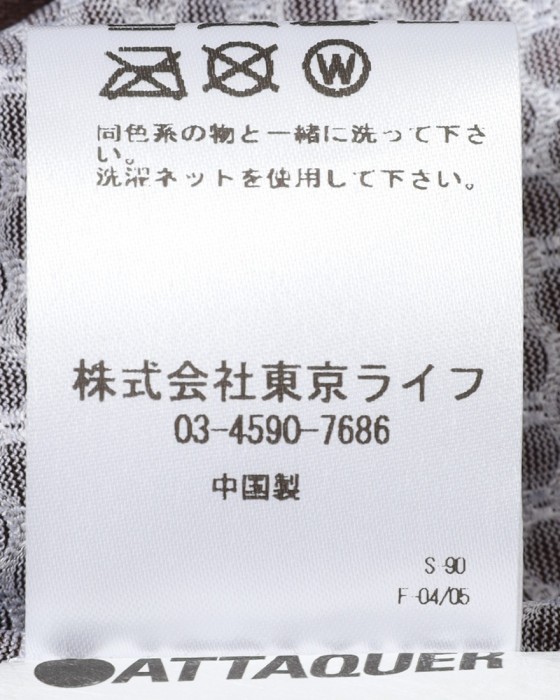 W
同色系の物と一緒に洗って下さ
い。
洗濯ネットを使用して下さい。
株式会社東京ライフ
03-4590-7686
中国製
S-90
F-04/05
ATTAQUER